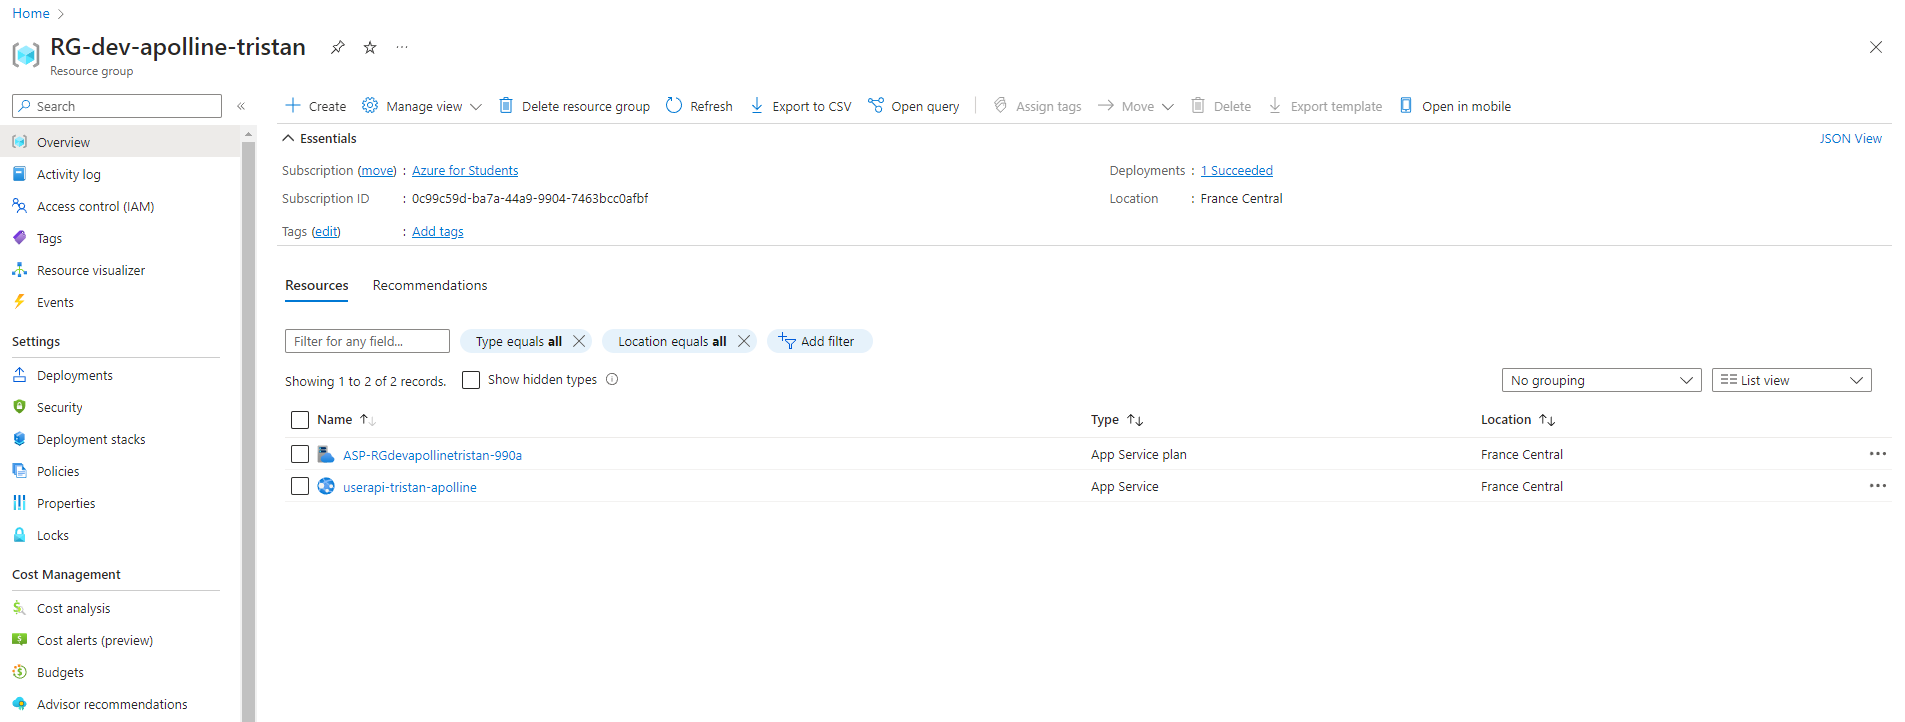 Home
RG-dev-apolline-tristan
Resource group
Search
Create
Manage view
Delete resource group
Refresh
Export to CSV
Open query
Assign tags
Move
Delete
Export template
Open in mobile
Overview
Activity log
Access control (IAM)
Tags
Resource visualizer
Events
Settings
Deployments
Security
Deployment stacks
Policies
Properties
Locks
Cost Management
Cost analysis
Cost alerts (preview)
Budgets
Advisor recommendations
Essentials
JSON View
Subscription (move) : Azure for Students
Deployments : 1 Succeeded
Subscription ID : 0c99c59d-ba7a-44a9-9904-7463bcc0afbf
Location : France Central
Tags (edit) : Add tags
Resources Recommendations
Filter for any field...
Type equals all
Location equals all
Add filter
Showing 1 to 2 of 2 records.
Show hidden types
No grouping
List view
Name Type Location
ASP-RGdevapollinetristan-990a App Service plan France Central
userapi-tristan-apolline App Service France Central